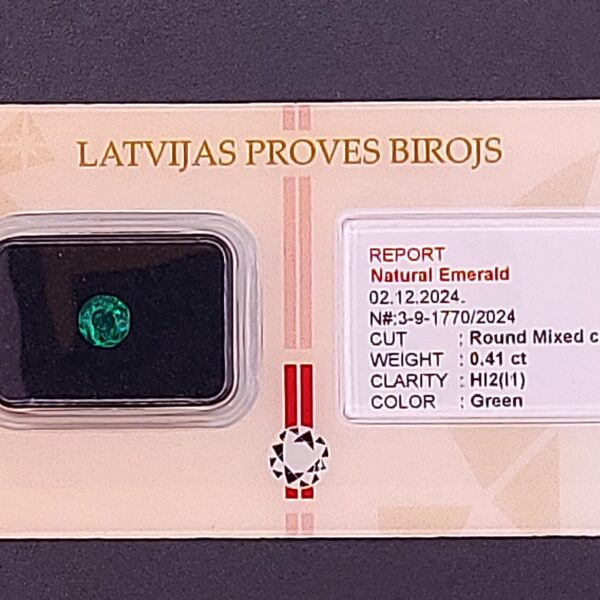 LATVIJAS PROVES BIROJS
REPORT
Natural Emerald
02.12.2024.
N#:3-9-1770/2024
CUT : Round Mixed c
WEIGHT : 0.41 ct
CLARITY : HI2(I1)
COLOR : Green